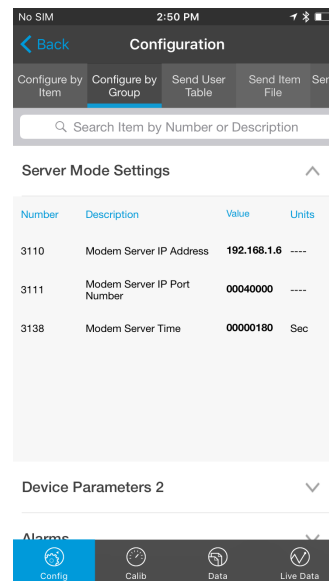 No SIM 2:50 PM
Back Configuration
Configure by Item Configure by Group Send User Table Send Item File Ser
Search Item by Number or Description
Server Mode Settings
Number Description Value Units
3110 Modem Server IP Address 192.168.1.6 ----
3111 Modem Server IP Port Number 00040000 ----
3138 Modem Server Time 00000180 Sec
Device Parameters 2
Alarms
Config Calib Data Live Data